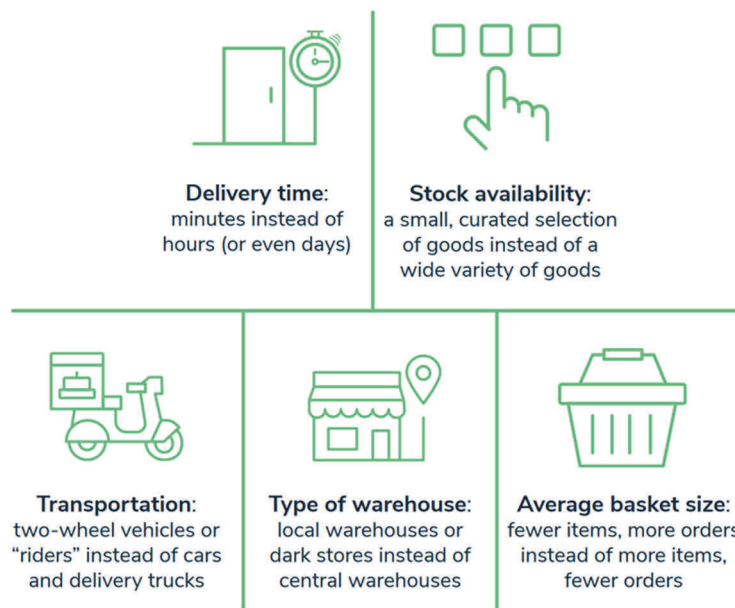 Delivery time:
minutes instead of
hours (or even days)
Stock availability:
a small, curated selection
of goods instead of a
wide variety of goods
Transportation:
two-wheel vehicles or
“riders” instead of cars
and delivery trucks
Type of warehouse:
local warehouses or
dark stores instead of
central warehouses
Average basket size:
fewer items, more orders
instead of more items,
fewer orders